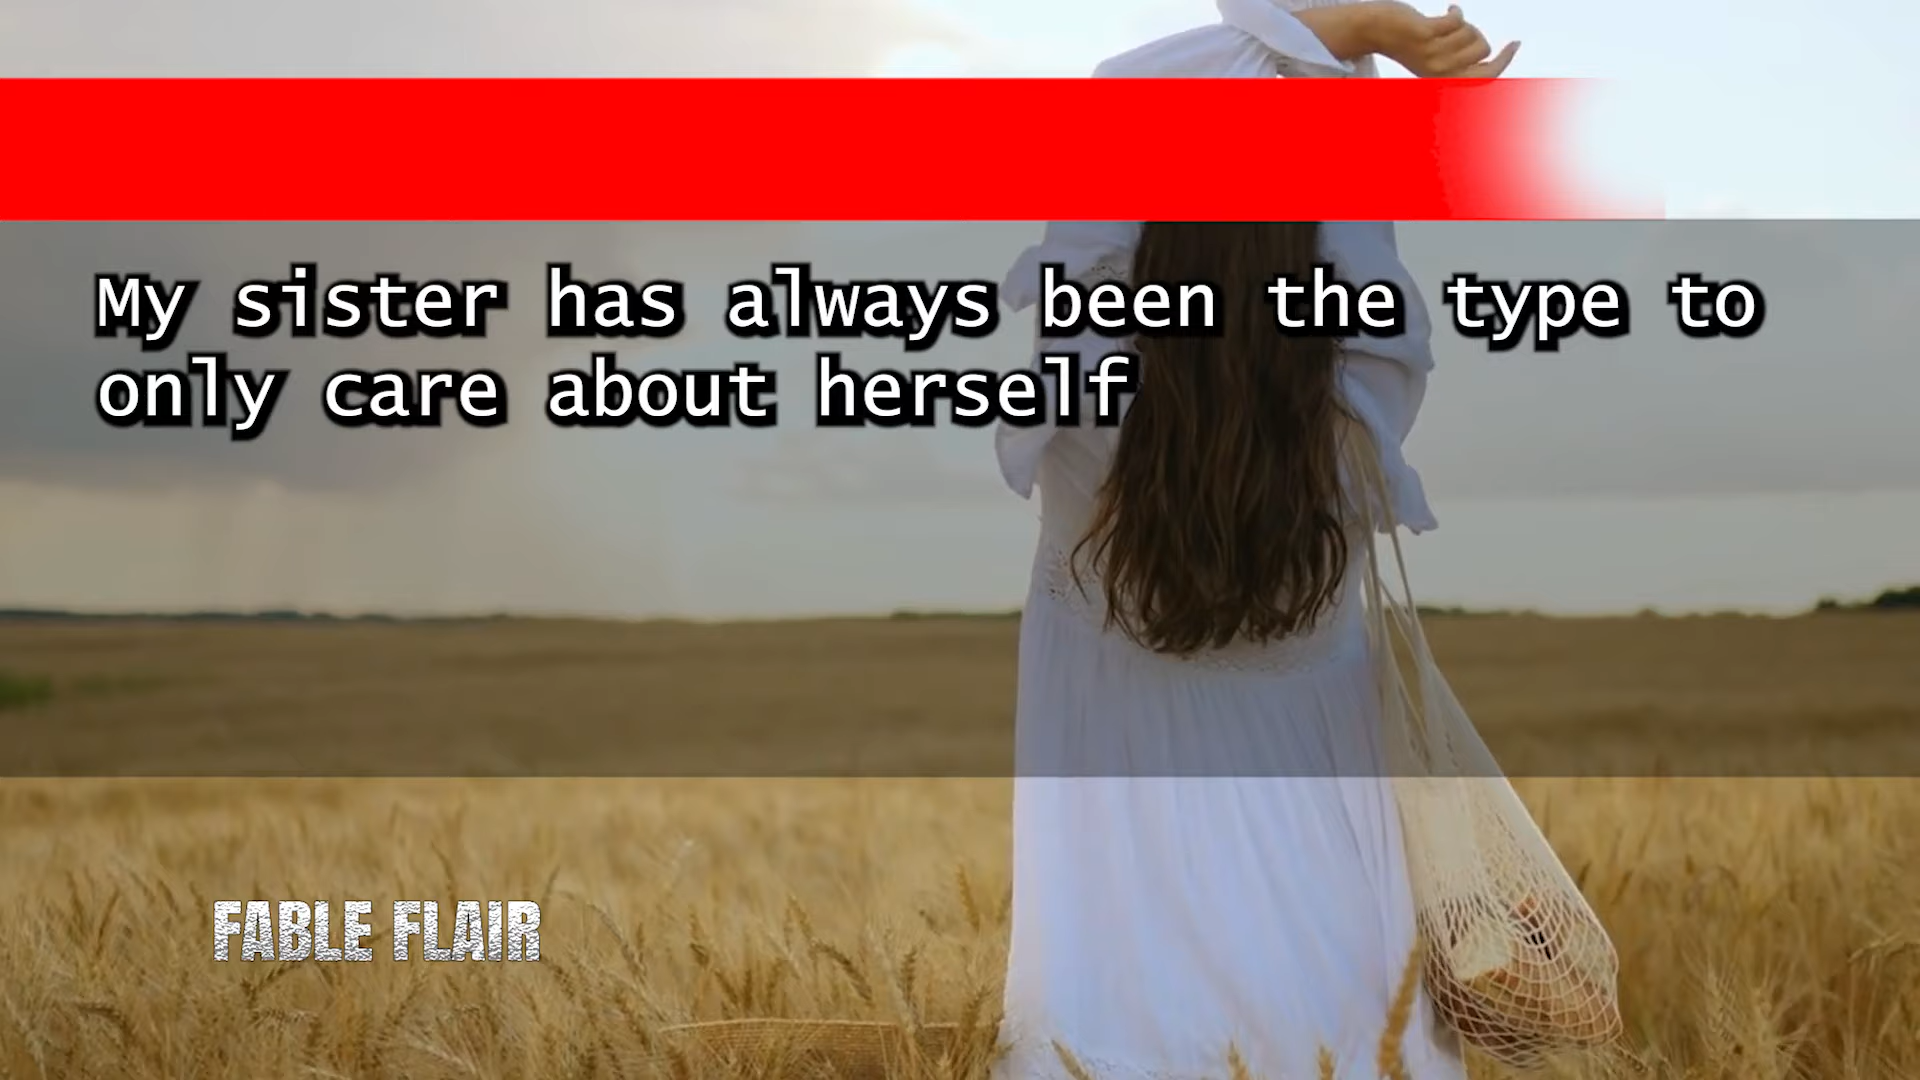 My sister has always been the type to
only care about herself
FABLE FLAIR